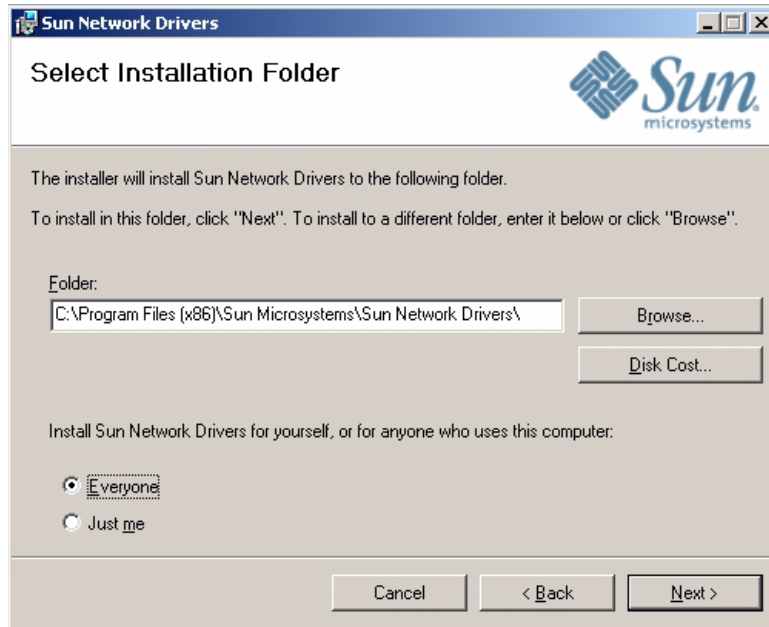 Sun Network Drivers
Select Installation Folder
Sun
microsystems
The installer will install Sun Network Drivers to the following folder.
To install in this folder, click "Next". To install to a different folder, enter it below or click "Browse".
Folder:
C:\Program Files (x86)\Sun Microsystems\Sun Network Drivers\
Browse...
Disk Cost...
Install Sun Network Drivers for yourself, or for anyone who uses this computer:
Everyone
Just me
Cancel
< Back
Next >